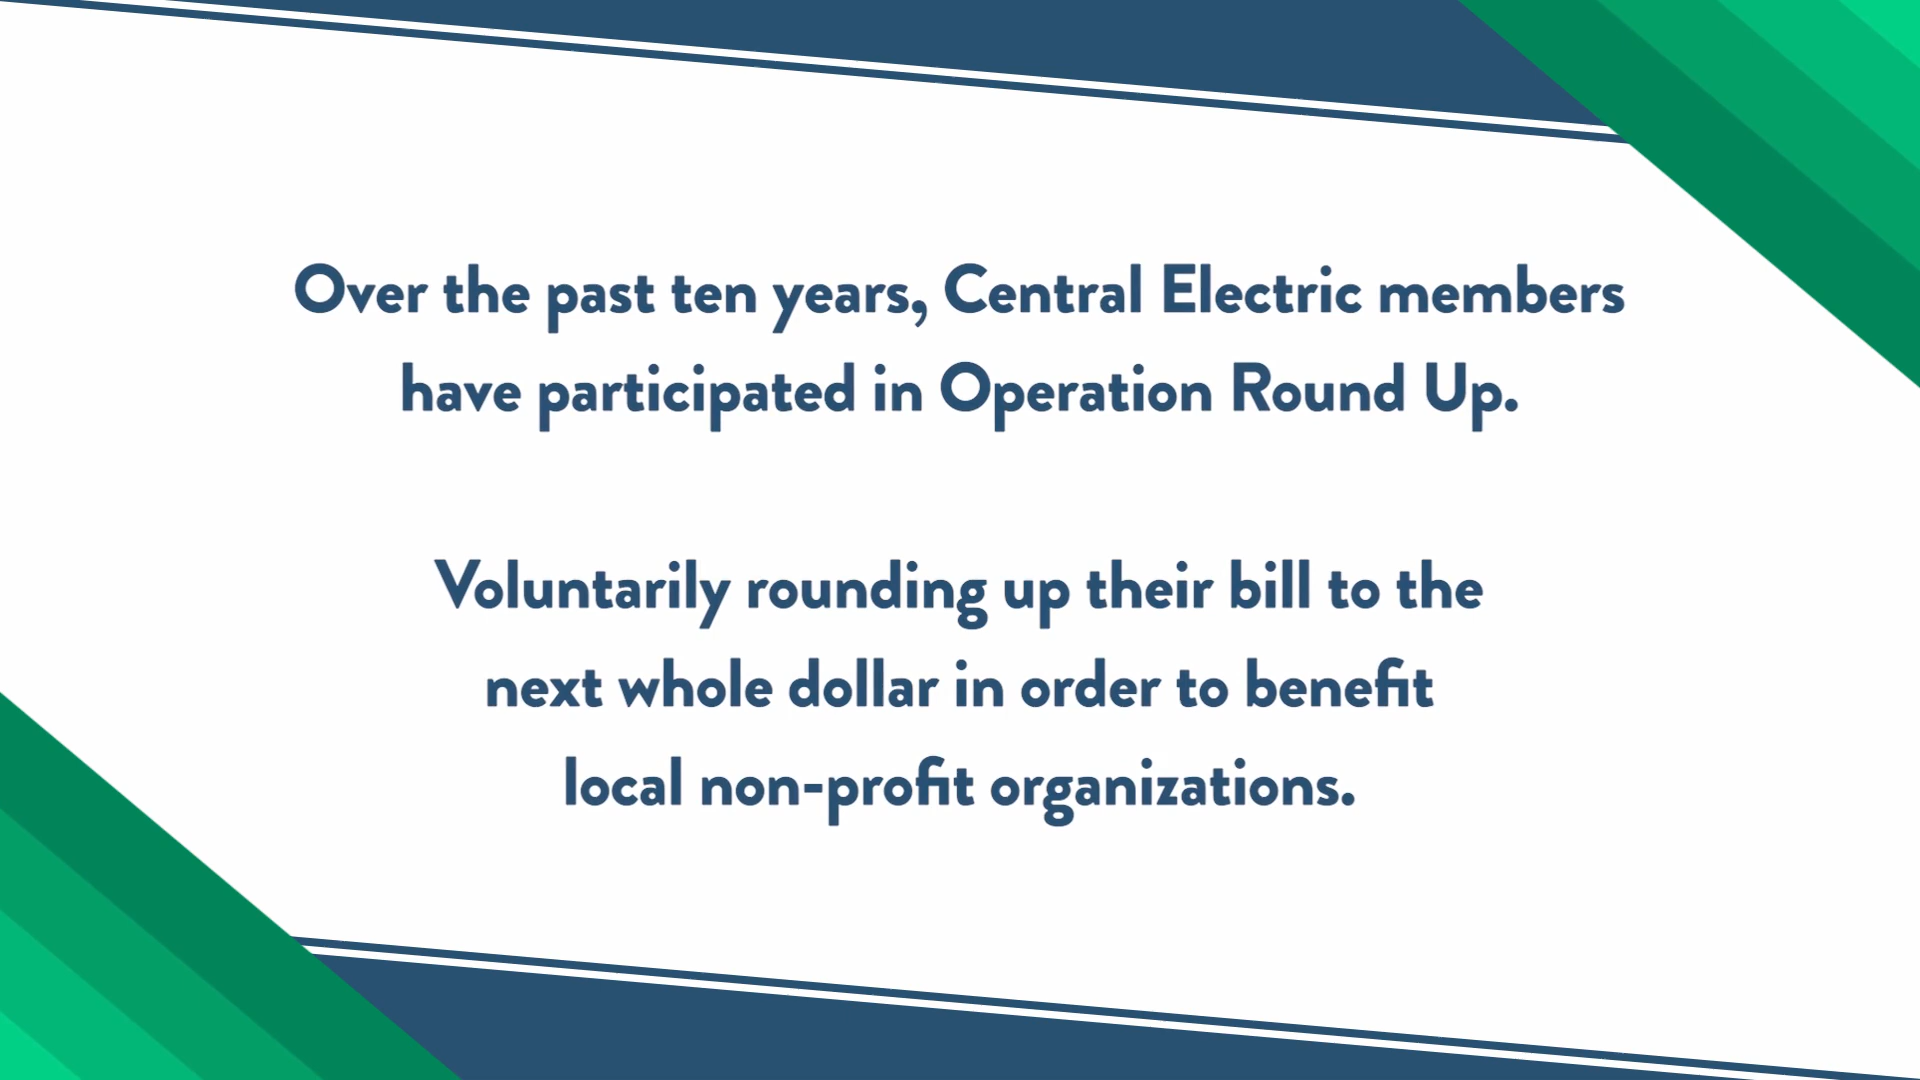 Over the past ten years, Central Electric members
have participated in Operation Round Up.
Voluntarily rounding up their bill to the
next whole dollar in order to benefit
local non-profit organizations.